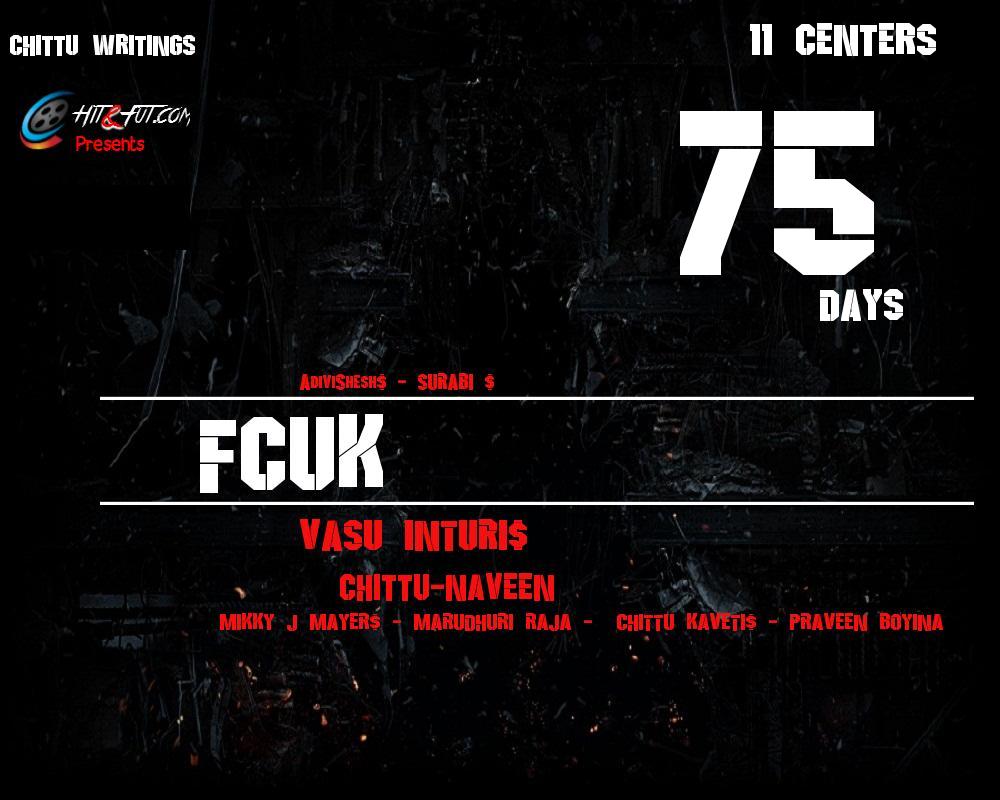 CHITTU WRITINGS
11 CENTERS
HIT&FUT.COM
Presents
75
DAYS
ADIVISHESH$ - SURABI $
FCUK
VASU INTURI$
CHITTU-NAVEEN
MIKKY J MAYER$ - MARUDHURI RAJA - CHITTU KAVETI$ - PRAVEEN BOYINA